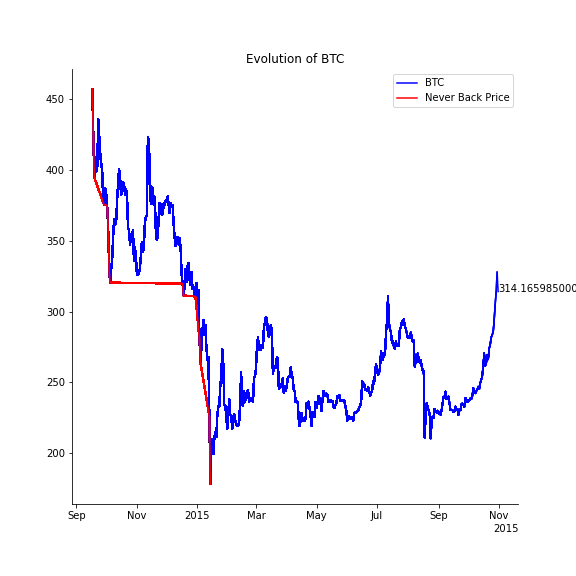 Evolution of BTC
BTC
Never Back Price
450
400
350
300
250
200
314.165985000
Sep
Nov
2015
Mar
May
Jul
Sep
Nov
2015